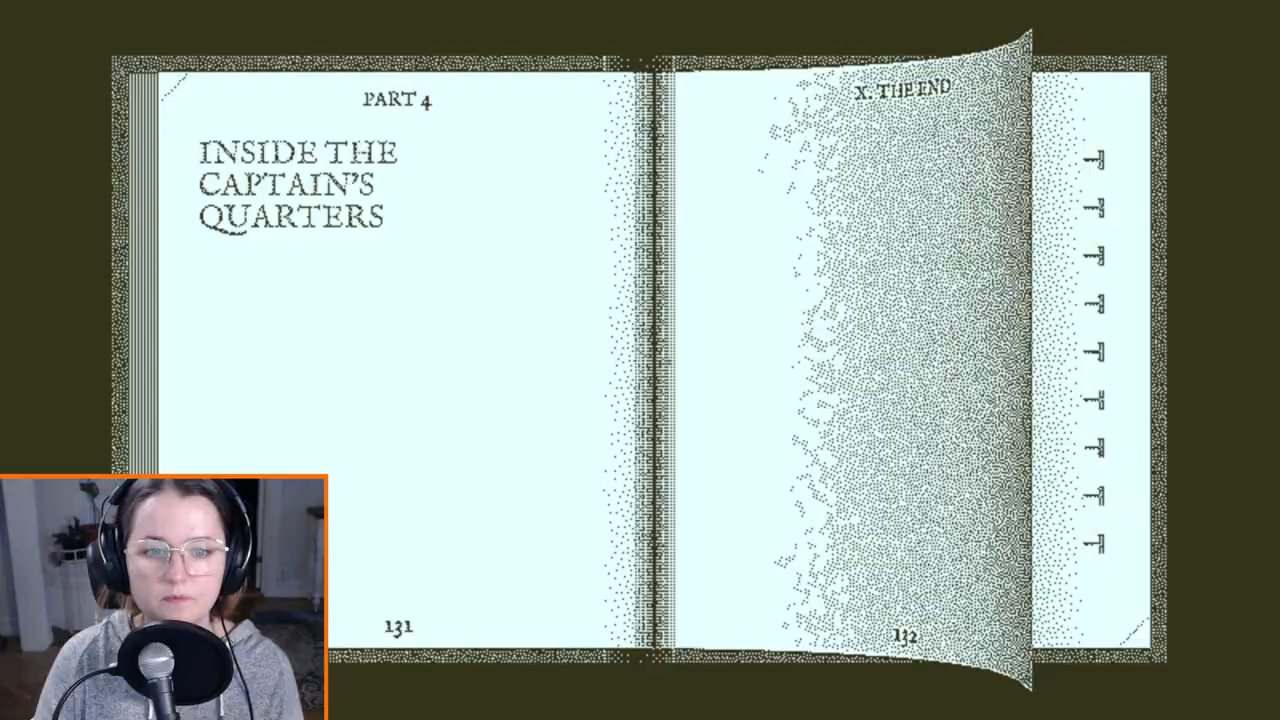 PART 4
INSIDE THE
CAPTAIN'S
QUARTERS
131
X. THE END
132